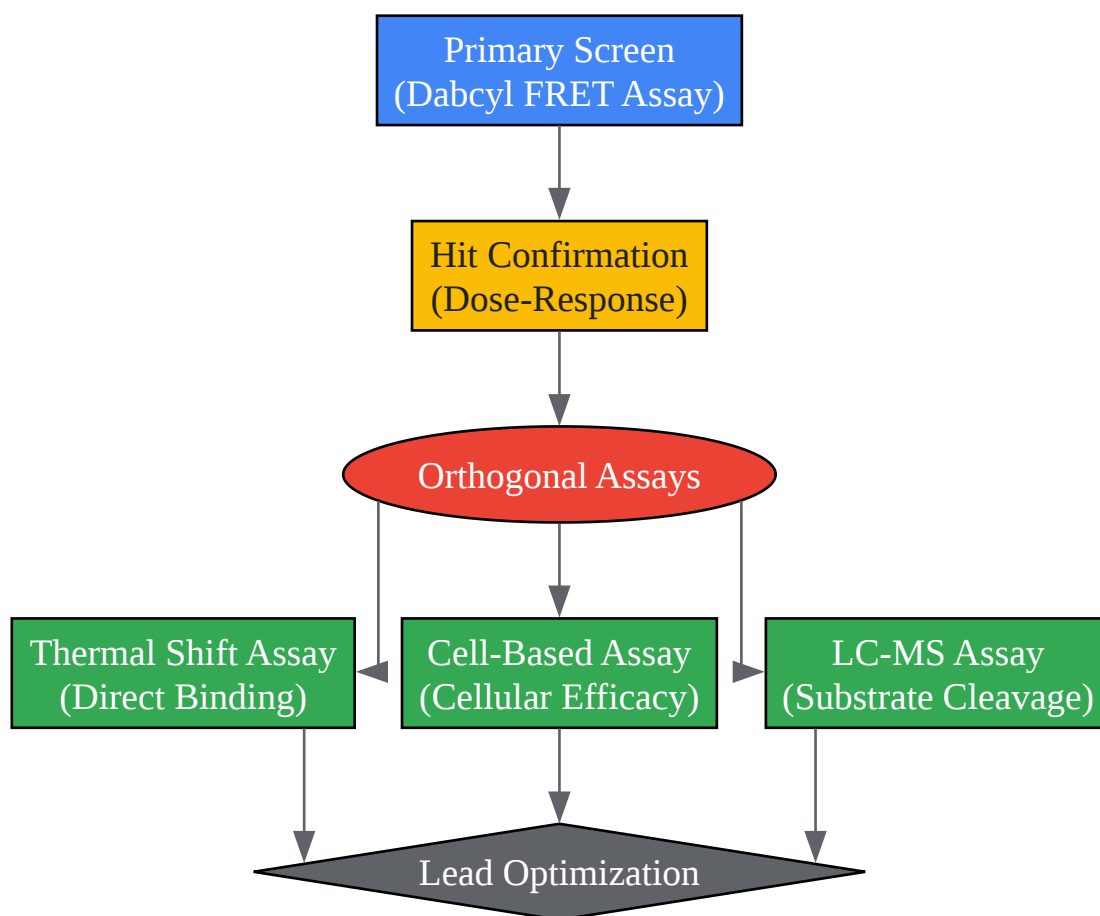 Primary Screen
(Dabcyl FRET Assay)
Hit Confirmation
(Dose-Response)
Orthogonal Assays
Thermal Shift Assay
(Direct Binding)
Cell-Based Assay
(Cellular Efficacy)
LC-MS Assay
(Substrate Cleavage)
Lead Optimization